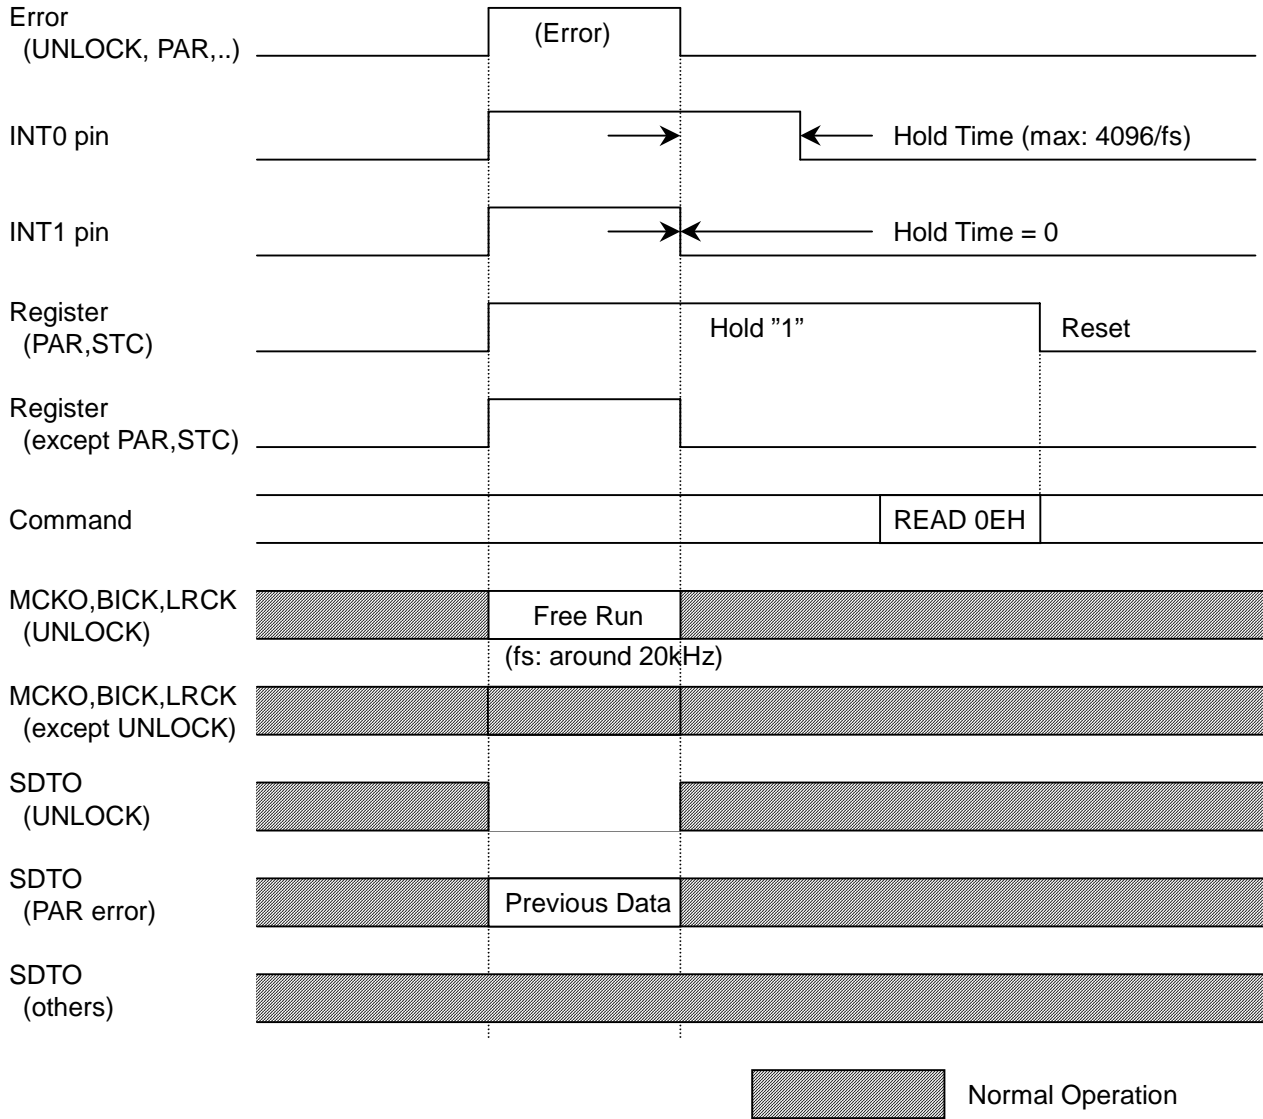 Error
(UNLOCK, PAR,..)
(Error)
INT0 pin
Hold Time (max: 4096/fs)
INT1 pin
Hold Time = 0
Register
(PAR,STC)
Hold ”1”
Reset
Register
(except PAR,STC)
Command
READ 0EH
MCKO,BICK,LRCK
(UNLOCK)
Free Run
(fs: around 20kHz)
MCKO,BICK,LRCK
(except UNLOCK)
SDTO
(UNLOCK)
SDTO
(PAR error)
Previous Data
SDTO
(others)
Normal Operation